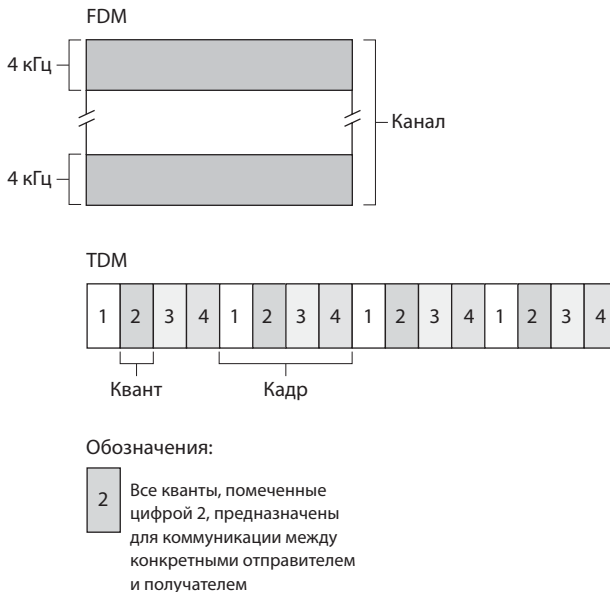 FDM
4 кГц
Канал
4 кГц
TDM
1 2 3 4 1 2 3 4 1 2 3 4 1 2 3 4
Квант Кадр
Обозначения:
2
Все кванты, помеченные
цифрой 2, предназначены
для коммуникации между
конкретными отправителем
и получателем